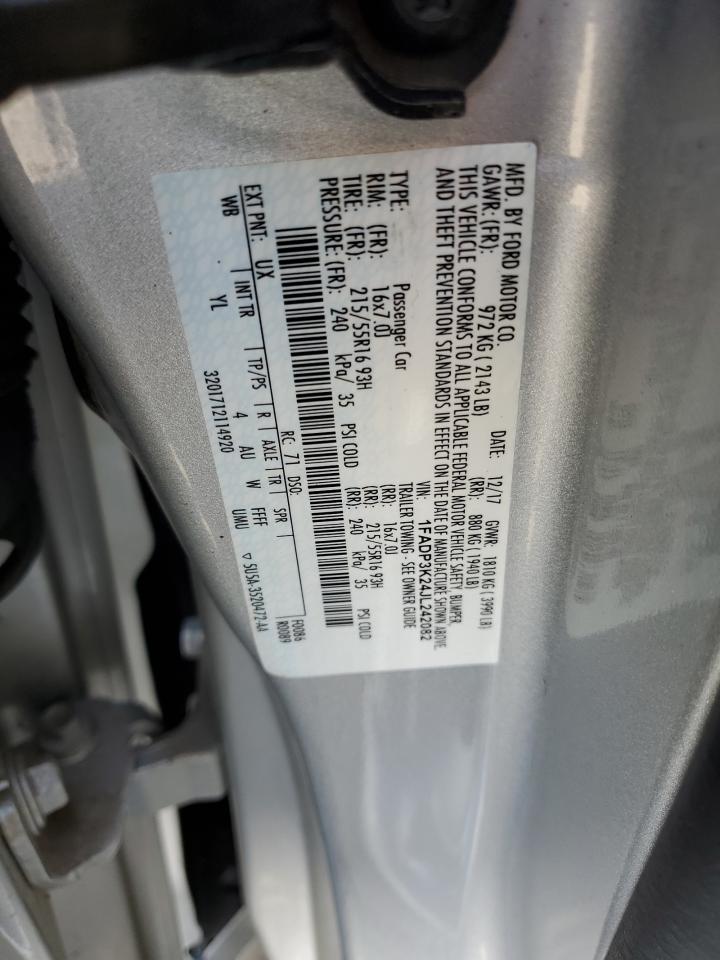 MFD. BY FORD MOTOR CO.
DATE: 12/17 GVWR: 1810 KG ( 3990 LB)
GAWR: (FR): 972 KG ( 2143 LB) (RR): 880 KG ( 1940 LB)
THIS VEHICLE CONFORMS TO ALL APPLICABLE FEDERAL MOTOR VEHICLE SAFETY, BUMPER,
AND THEFT PREVENTION STANDARDS IN EFFECT ON THE DATE OF MANUFACTURE SHOWN ABOVE.
VIN: 1FADP3K24JL242082
TYPE: Passenger Car TRAILER TOWING - SEE OWNER GUIDE
RIM: (FR): 16x7.0J (RR): 16x7.0J
TIRE: (FR): 215/55R16 93H (RR): 215/55R16 93H
PRESSURE: (FR): 240 kPa/ 35 PSI COLD (RR): 240 kPa/ 35 PSI COLD
RC: 71 DSO: F0086
R0089
EXT PNT: UX
WB INT TR TP/PS R AXLE TR SPR
YL 4 AU W FFFF UMU
3201712114920 ▽ SU5A-3520472-AA